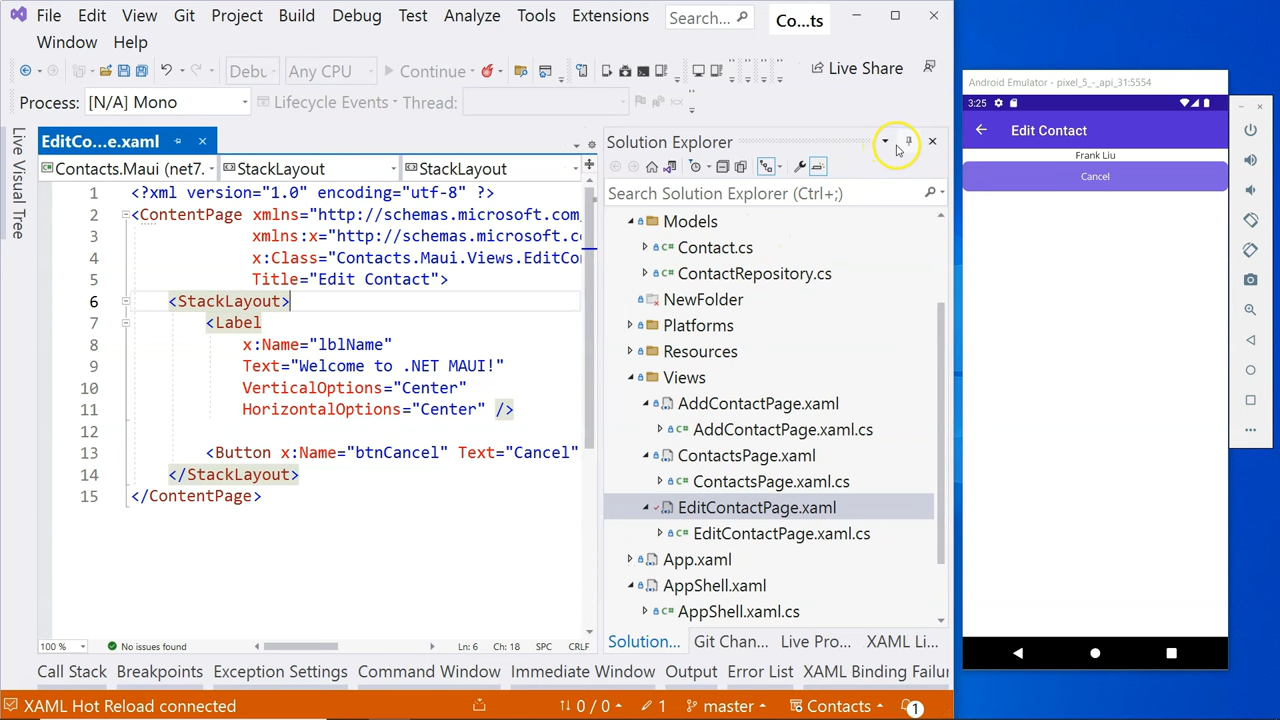 File Edit View Git Project Build Debug Test Analyze Tools Extensions Search... Co...ts
Window Help
Debu Any CPU Continue Live Share
Process: [N/A] Mono Lifecycle Events Thread:
Live Visual Tree
EditCo...e.xaml
Contacts.Maui (net7. StackLayout StackLayout
1 <?xml version="1.0" encoding="utf-8" ?>
2 <ContentPage xmlns="http://schemas.microsoft.com
3 xmlns:x="http://schemas.microsoft.c
4 x:Class="Contacts.Maui.Views.EditCo
5 Title="Edit Contact">
6 <StackLayout>
7 <Label
8 x:Name="lblName"
9 Text="Welcome to .NET MAUI!"
10 VerticalOptions="Center"
11 HorizontalOptions="Center" />
12
13 <Button x:Name="btnCancel" Text="Cancel"
14 </StackLayout>
15 </ContentPage>
100 % No issues found Ln: 6 Ch: 18 SPC CRLF
Solution Explorer
Search Solution Explorer (Ctrl+;)
Models
C# Contact.cs
C# ContactRepository.cs
NewFolder
Platforms
Resources
Views
AddContactPage.xaml
C# AddContactPage.xaml.cs
ContactsPage.xaml
C# ContactsPage.xaml.cs
EditContactPage.xaml
C# EditContactPage.xaml.cs
App.xaml
AppShell.xaml
C# AppShell.xaml.cs
Solution... Git Chan... Live Pro... XAML Li...
Call Stack Breakpoints Exception Settings Command Window Immediate Window Output Error List XAML Binding Failur
XAML Hot Reload connected 0 / 0 1 master Contacts 1
Android Emulator - pixel_5_-_api_31:5554
3:25
Edit Contact
Frank Liu
Cancel